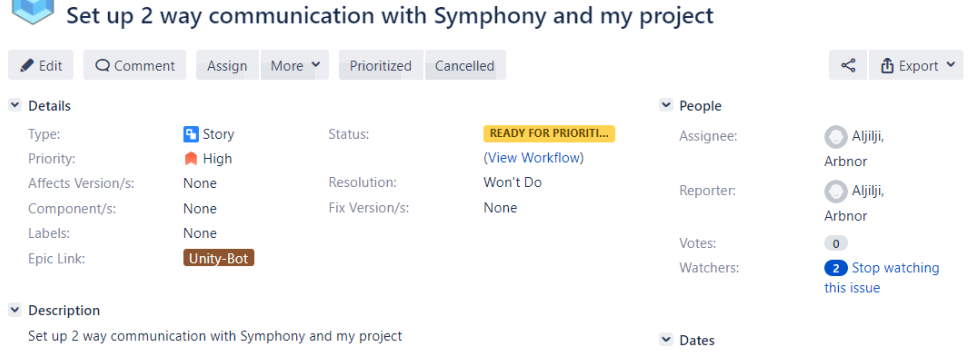 Set up 2 way communication with Symphony and my project
Edit Comment Assign More Prioritized Cancelled Export
Details
Type: Story
Status: READY FOR PRIORITI...
(View Workflow)
Priority: High
Affects Version/s: None
Resolution: Won't Do
Component/s: None
Fix Version/s: None
Labels: None
Epic Link: Unity-Bot
Description
Set up 2 way communication with Symphony and my project
People
Assignee: Aljilji,
Arbnor
Reporter: Aljilji,
Arbnor
Votes: 0
Watchers: 2 Stop watching
this issue
Dates